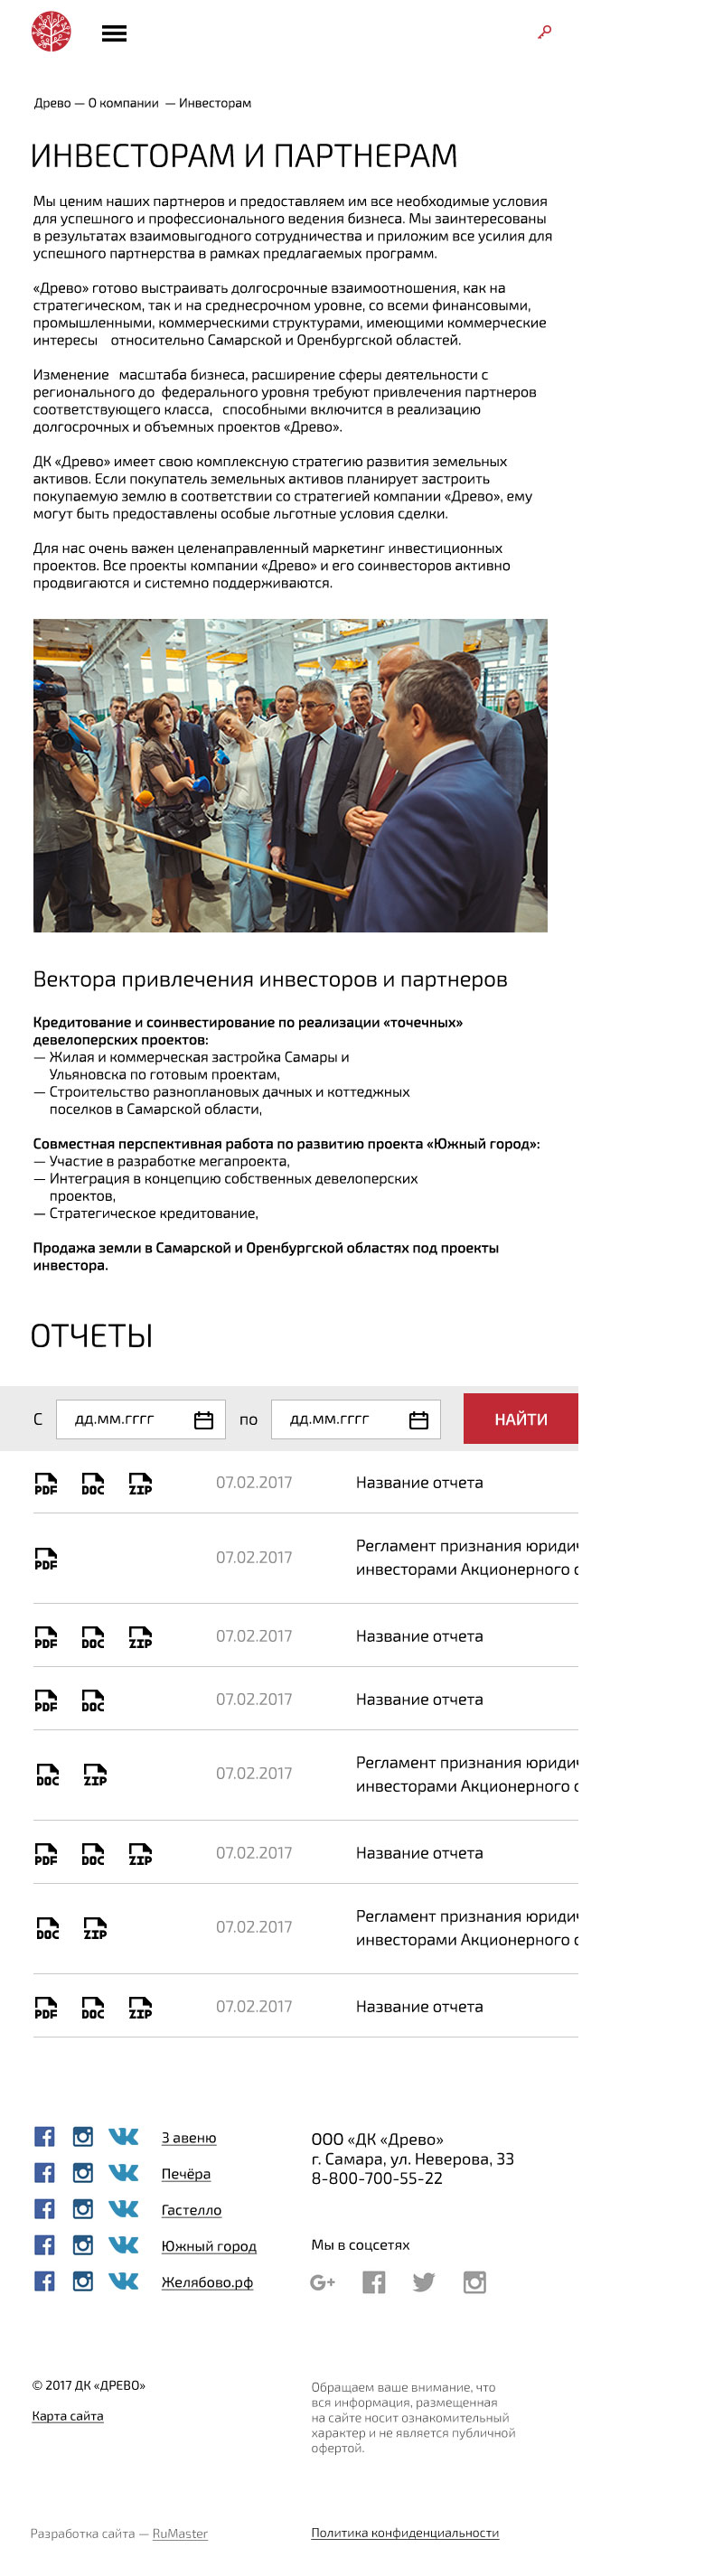 Древо — О компании — Инвесторам
ИНВЕСТОРАМ И ПАРТНЕРАМ
Мы ценим наших партнеров и предоставляем им все необходимые условия
для успешного и профессионального ведения бизнеса. Мы заинтересованы
в результатах взаимовыгодного сотрудничества и приложим все усилия для
успешного партнерства в рамках предлагаемых программ.
«Древо» готово выстраивать долгосрочные взаимоотношения, как на
стратегическом, так и на среднесрочном уровне, со всеми финансовыми,
промышленными, коммерческими структурами, имеющими коммерческие
интересы относительно Самарской и Оренбургской областей.
Изменение масштаба бизнеса, расширение сферы деятельности с
регионального до федерального уровня требуют привлечения партнеров
соответствующего класса, способными включится в реализацию
долгосрочных и объемных проектов «Древо».
ДК «Древо» имеет свою комплексную стратегию развития земельных
активов. Если покупатель земельных активов планирует застроить
покупаемую землю в соответствии со стратегией компании «Древо», ему
могут быть предоставлены особые льготные условия сделки.
Для нас очень важен целенаправленный маркетинг инвестиционных
проектов. Все проекты компании «Древо» и его соинвесторов активно
продвигаются и системно поддерживаются.
Вектора привлечения инвесторов и партнеров
Кредитование и соинвестирование по реализации «точечных»
девелоперских проектов:
— Жилая и коммерческая застройка Самары и
Ульяновска по готовым проектам,
— Строительство разноплановых дачных и коттеджных
поселков в Самарской области,
Совместная перспективная работа по развитию проекта «Южный город»:
— Участие в разработке мегапроекта,
— Интеграция в концепцию собственных девелоперских
проектов,
— Стратегическое кредитование,
Продажа земли в Самарской и Оренбургской областях под проекты
инвестора.
ОТЧЕТЫ
С дд.мм.гггг по дд.мм.гггг НАЙТИ
PDF DOC ZIP 07.02.2017 Название отчета
PDF 07.02.2017 Регламент признания юридич
инвесторами Акционерного с
PDF DOC ZIP 07.02.2017 Название отчета
PDF DOC 07.02.2017 Название отчета
DOC ZIP 07.02.2017 Регламент признания юридич
инвесторами Акционерного с
PDF DOC ZIP 07.02.2017 Название отчета
DOC ZIP 07.02.2017 Регламент признания юридич
инвесторами Акционерного с
PDF DOC ZIP 07.02.2017 Название отчета
3 авеню
Печёра
Гастелло
Южный город
Желябово.рф
ООО «ДК «Древо»
г. Самара, ул. Неверова, 33
8-800-700-55-22
Мы в соцсетях
© 2017 ДК «ДРЕВО»
Карта сайта
Обращаем ваше внимание, что
вся информация, размещенная
на сайте носит ознакомительный
характер и не является публичной
офертой.
Разработка сайта — RuMaster
Политика конфиденциальности